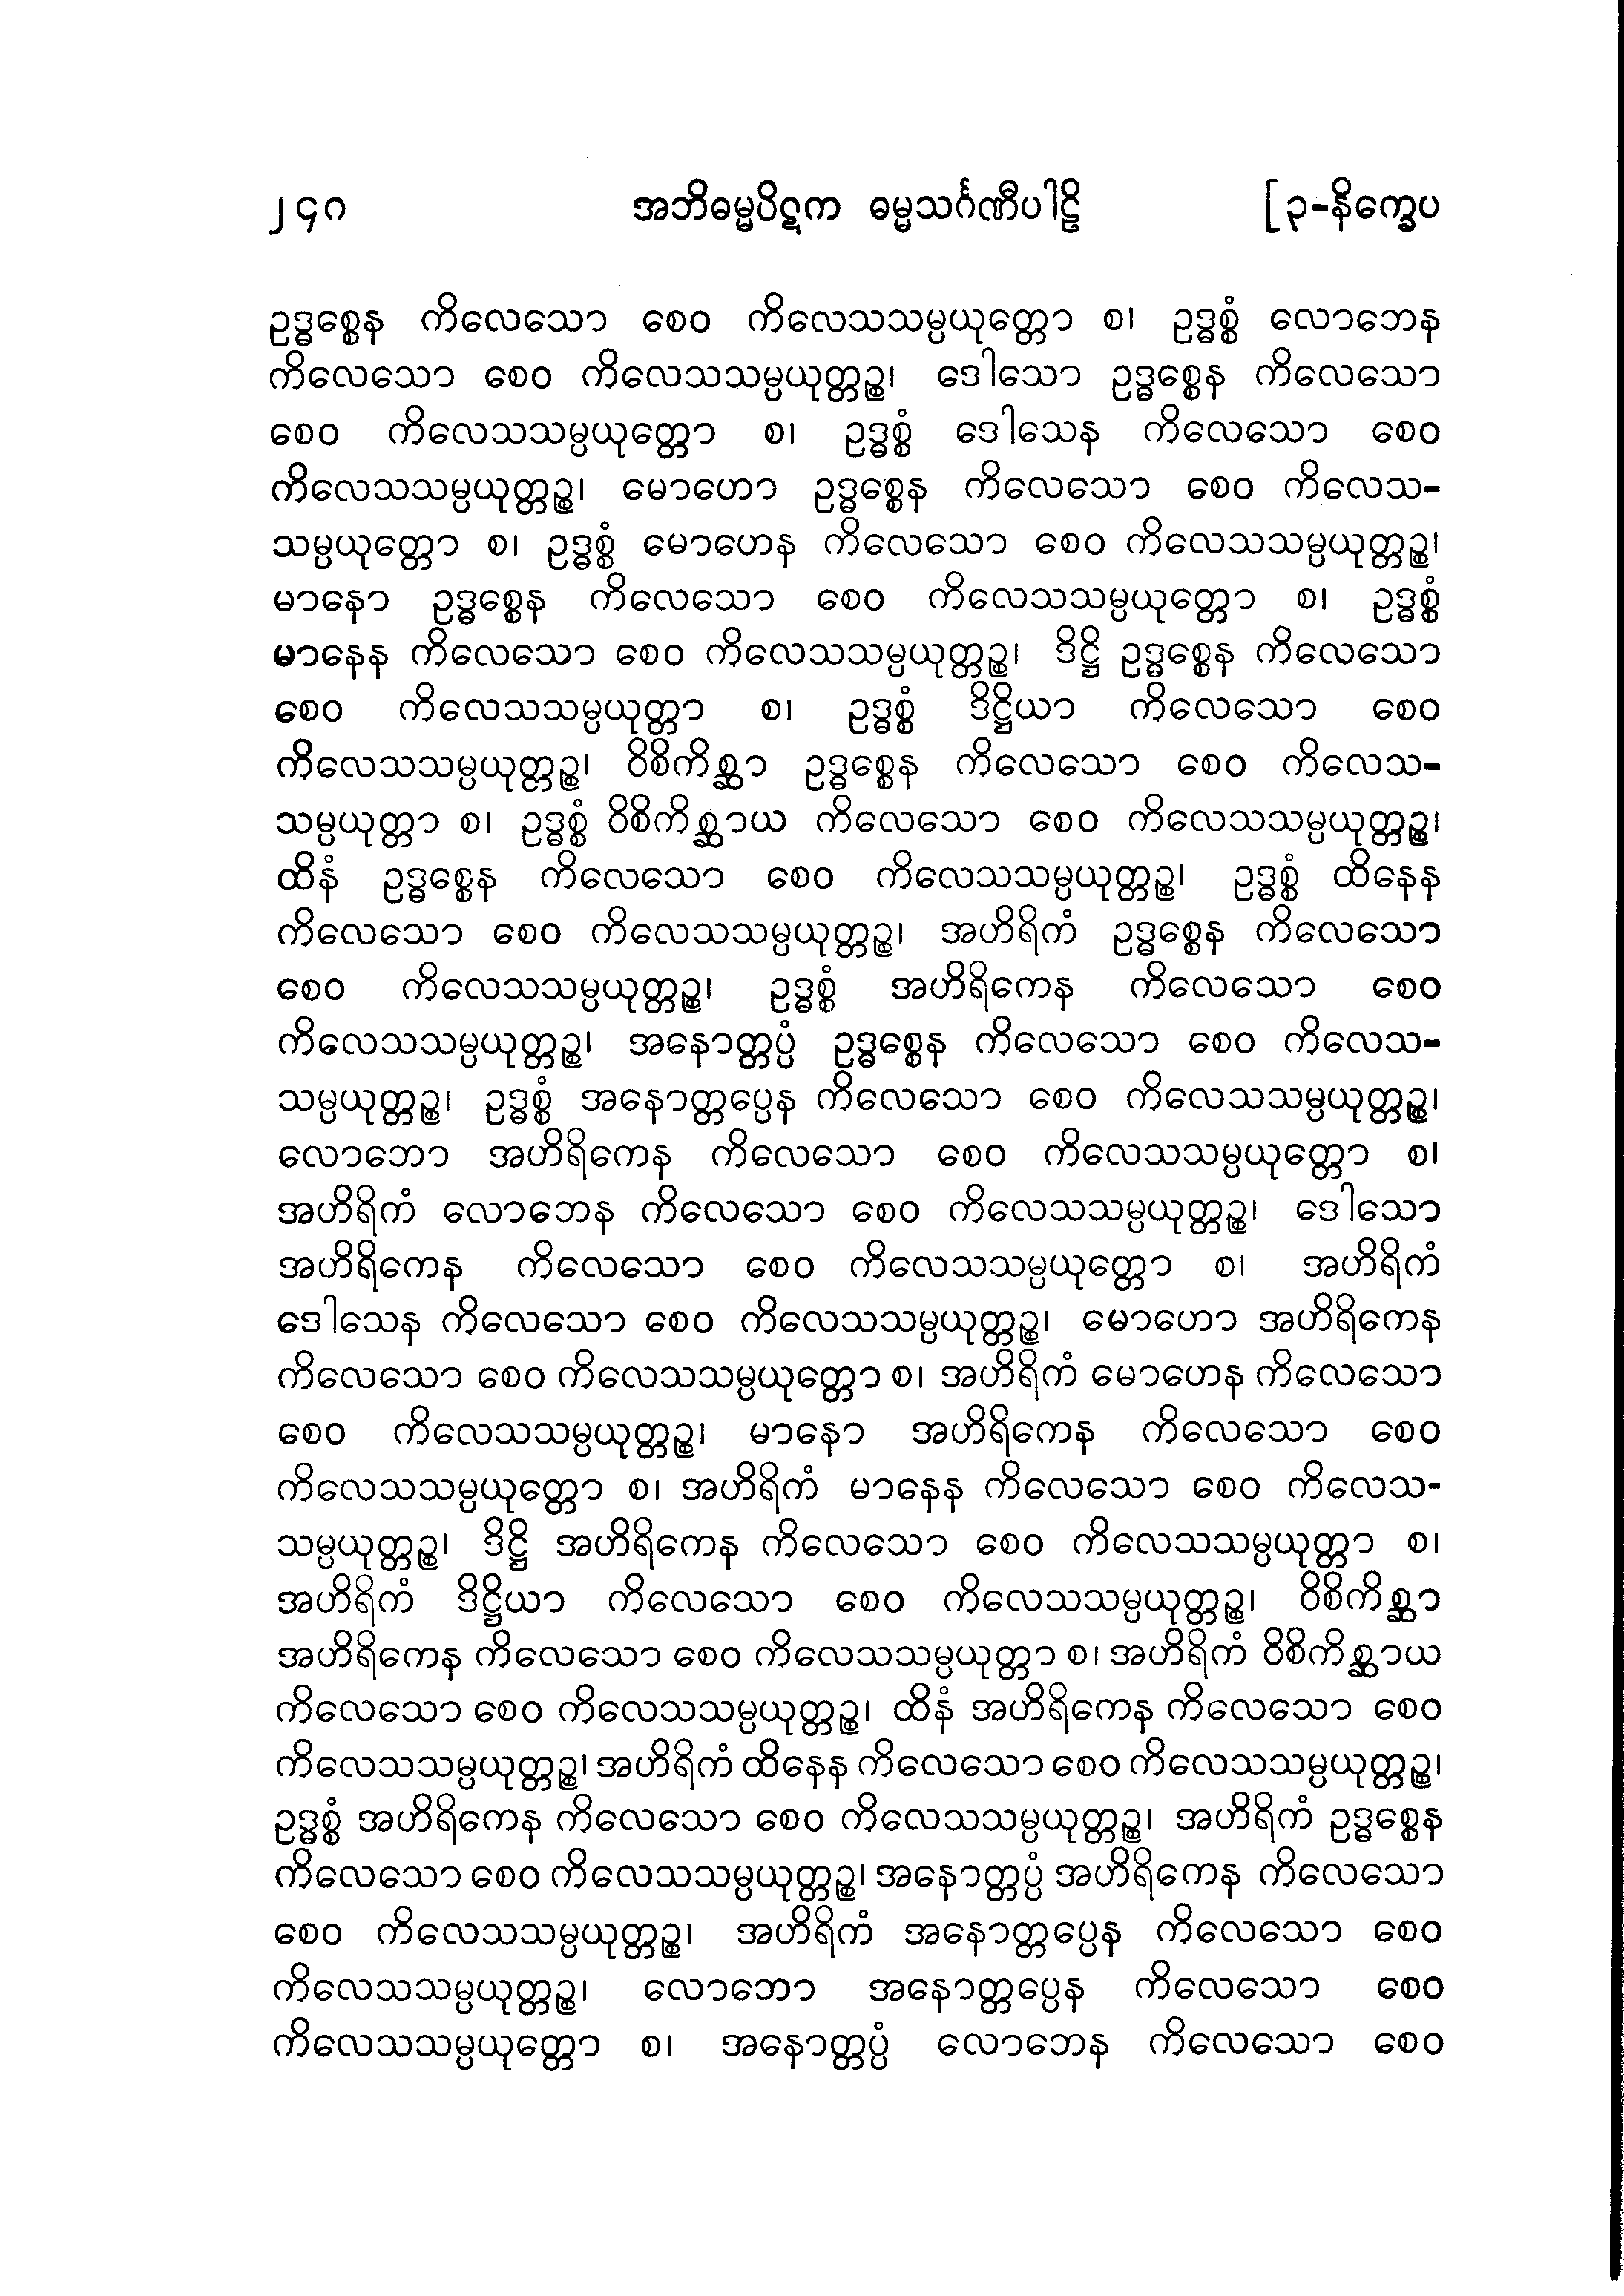 ၂၄၈ အဘိဓမ္မပိဋက ဓမ္မသင်္ဂဏီပါဠိ [၃-နိက္ခေပ
ဥဒ္ဓစ္စေန ကိလေသော စေဝ ကိလေသသမ္ပယုတ္တော စ၊ ဥဒ္ဓစ္စံ လောဘေန
ကိလေသော စေဝ ကိလေသသမ္ပယုတ္တဉ္စ၊ ဒေါသော ဥဒ္ဓစ္စေန ကိလေသော
စေဝ ကိလေသသမ္ပယုတ္တော စ၊ ဥဒ္ဓစ္စံ ဒေါသေန ကိလေသော စေဝ
ကိလေသသမ္ပယုတ္တဉ္စ၊ မောဟော ဥဒ္ဓစ္စေန ကိလေသော စေဝ ကိလေသ-
သမ္ပယုတ္တော စ၊ ဥဒ္ဓစ္စံ မောဟေန ကိလေသော စေဝ ကိလေသသမ္ပယုတ္တဉ္စ၊
မာနော ဥဒ္ဓစ္စေန ကိလေသော စေဝ ကိလေသသမ္ပယုတ္တော စ၊ ဥဒ္ဓစ္စံ
မာနေန ကိလေသော စေဝ ကိလေသသမ္ပယုတ္တဉ္စ၊ ဒိဋ္ဌိ ဥဒ္ဓစ္စေန ကိလေသော
စေဝ ကိလေသသမ္ပယုတ္တာ စ၊ ဥဒ္ဓစ္စံ ဒိဋ္ဌိယာ ကိလေသော စေဝ
ကိလေသသမ္ပယုတ္တဉ္စ၊ ဝိစိကိစ္ဆာ ဥဒ္ဓစ္စေန ကိလေသော စေဝ ကိလေသ-
သမ္ပယုတ္တာ စ၊ ဥဒ္ဓစ္စံ ဝိစိကိစ္ဆာယ ကိလေသော စေဝ ကိလေသသမ္ပယုတ္တဉ္စ၊
ထိနံ ဥဒ္ဓစ္စေန ကိလေသော စေဝ ကိလေသသမ္ပယုတ္တဉ္စ၊ ဥဒ္ဓစ္စံ ထိနေန
ကိလေသော စေဝ ကိလေသသမ္ပယုတ္တဉ္စ၊ အဟိရိကံ ဥဒ္ဓစ္စေန ကိလေသော
စေဝ ကိလေသသမ္ပယုတ္တဉ္စ၊ ဥဒ္ဓစ္စံ အဟိရိကေန ကိလေသော စေဝ
ကိလေသသမ္ပယုတ္တဉ္စ၊ အနောတ္တပ္ပံ ဥဒ္ဓစ္စေန ကိလေသော စေဝ ကိလေသ-
သမ္ပယုတ္တဉ္စ၊ ဥဒ္ဓစ္စံ အနောတ္တပ္ပေန ကိလေသော စေဝ ကိလေသသမ္ပယုတ္တဉ္စ၊
လောဘော အဟိရိကေန ကိလေသော စေဝ ကိလေသသမ္ပယုတ္တော စ၊
အဟိရိကံ လောဘေန ကိလေသော စေဝ ကိလေသသမ္ပယုတ္တဉ္စ၊ ဒေါသော
အဟိရိကေန ကိလေသော စေဝ ကိလေသသမ္ပယုတ္တော စ၊ အဟိရိကံ
ဒေါသေန ကိလေသော စေဝ ကိလေသသမ္ပယုတ္တဉ္စ၊ မောဟော အဟိရိကေန
ကိလေသော စေဝ ကိလေသသမ္ပယုတ္တော စ၊ အဟိရိကံ မောဟေန ကိလေသော
စေဝ ကိလေသသမ္ပယုတ္တဉ္စ၊ မာနော အဟိရိကေန ကိလေသော စေဝ
ကိလေသသမ္ပယုတ္တော စ၊ အဟိရိကံ မာနေန ကိလေသော စေဝ ကိလေသ-
သမ္ပယုတ္တဉ္စ၊ ဒိဋ္ဌိ အဟိရိကေန ကိလေသော စေဝ ကိလေသသမ္ပယုတ္တာ စ၊
အဟိရိကံ ဒိဋ္ဌိယာ ကိလေသော စေဝ ကိလေသသမ္ပယုတ္တဉ္စ၊ ဝိစိကိစ္ဆာ
အဟိရိကေန ကိလေသော စေဝ ကိလေသသမ္ပယုတ္တာ စ၊ အဟိရိကံ ဝိစိကိစ္ဆာယ
ကိလေသော စေဝ ကိလေသသမ္ပယုတ္တဉ္စ၊ ထိနံ အဟိရိကေန ကိလေသော စေဝ
ကိလေသသမ္ပယုတ္တဉ္စ၊ အဟိရိကံ ထိနေန ကိလေသော စေဝ ကိလေသသမ္ပယုတ္တဉ္စ၊
ဥဒ္ဓစ္စံ အဟိရိကေန ကိလေသော စေဝ ကိလေသသမ္ပယုတ္တဉ္စ၊ အဟိရိကံ ဥဒ္ဓစ္စေန
ကိလေသော စေဝ ကိလေသသမ္ပယုတ္တဉ္စ၊ အနောတ္တပ္ပံ အဟိရိကေန ကိလေသော
စေဝ ကိလေသသမ္ပယုတ္တဉ္စ၊ အဟိရိကံ အနောတ္တပ္ပေန ကိလေသော စေဝ
ကိလေသသမ္ပယုတ္တဉ္စ၊ လောဘော အနောတ္တပ္ပေန ကိလေသော စေဝ
ကိလေသသမ္ပယုတ္တော စ၊ အနောတ္တပ္ပံ လောဘေန ကိလေသော စေဝ